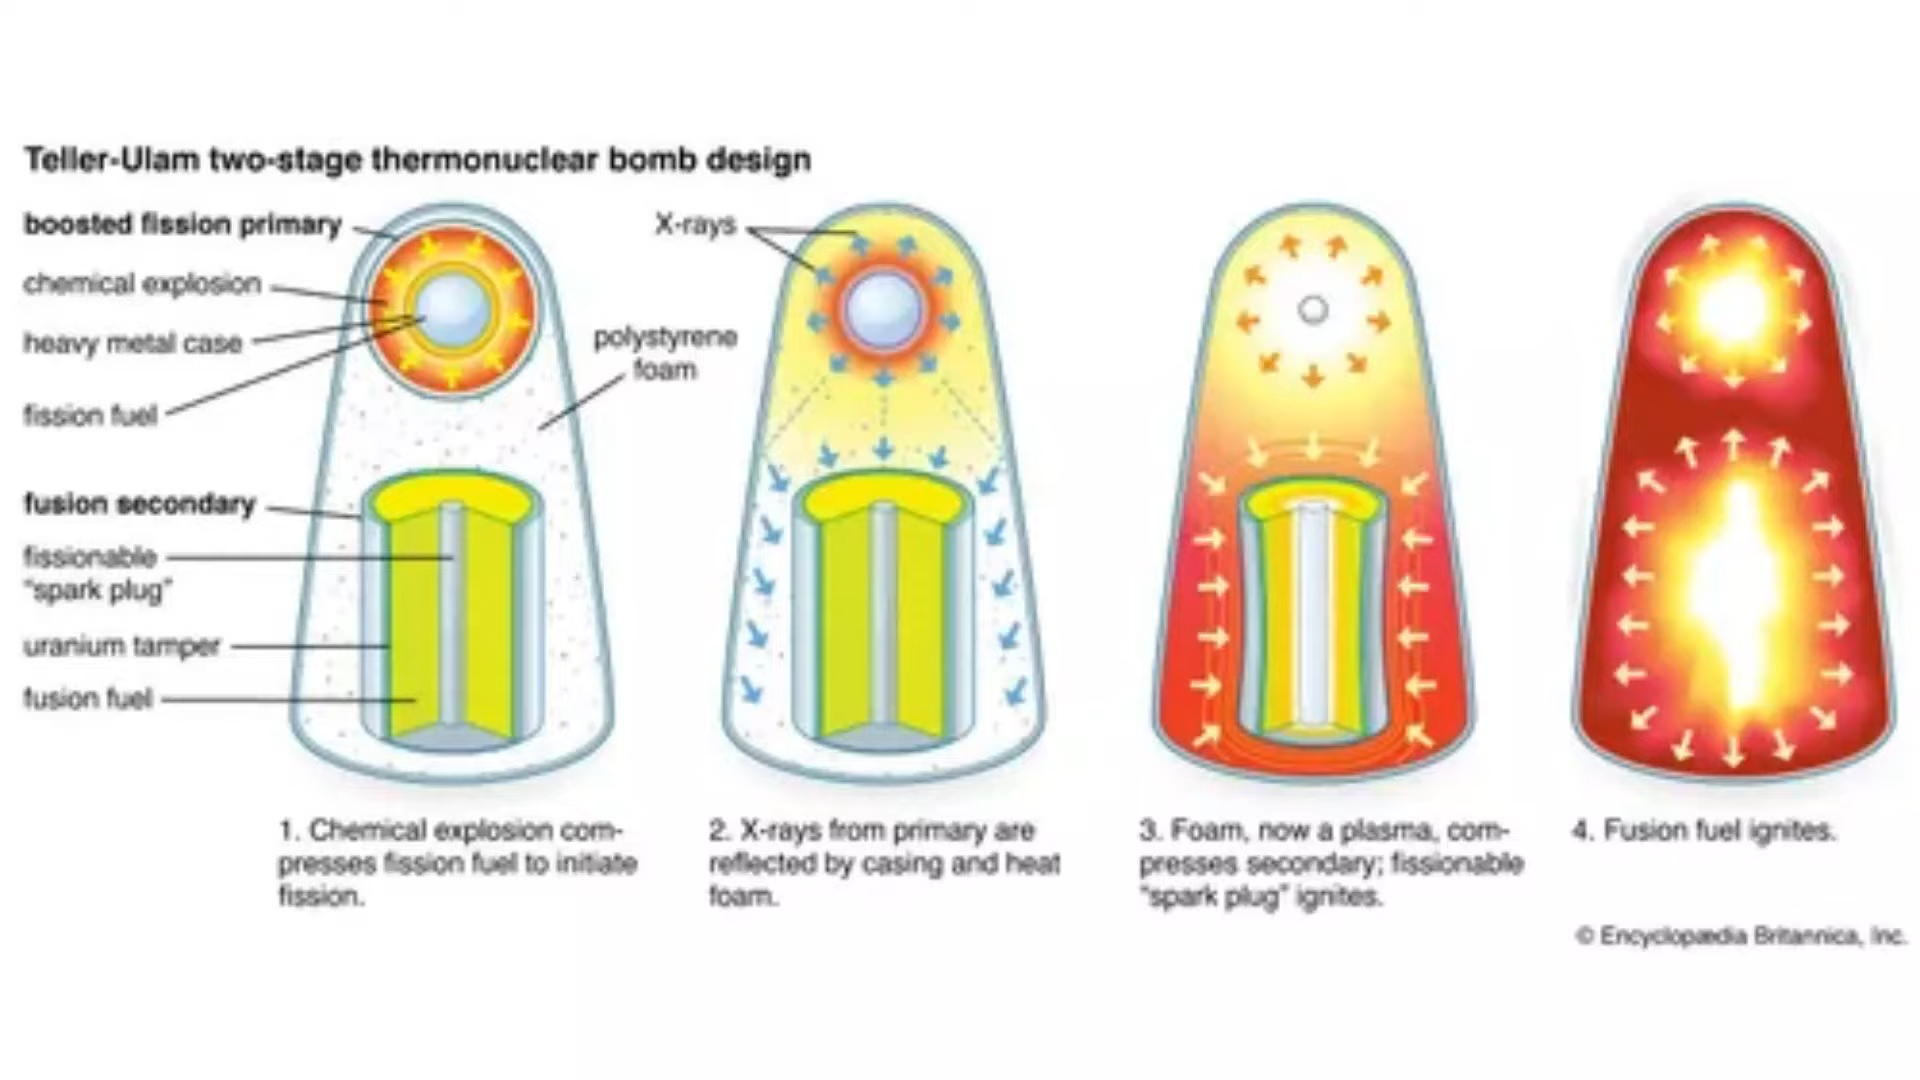 Teller-Ulam two-stage thermonuclear bomb design
boosted fission primary
chemical explosion
heavy metal case
fission fuel
fusion secondary
fissionable
“spark plug”
uranium tamper
fusion fuel
X-rays
polystyrene
foam
1. Chemical explosion com-
presses fission fuel to initiate
fission.
2. X-rays from primary are
reflected by casing and heat
foam.
3. Foam, now a plasma, com-
presses secondary; fissionable
“spark plug” ignites.
4. Fusion fuel ignites.
© Encyclopædia Britannica, Inc.